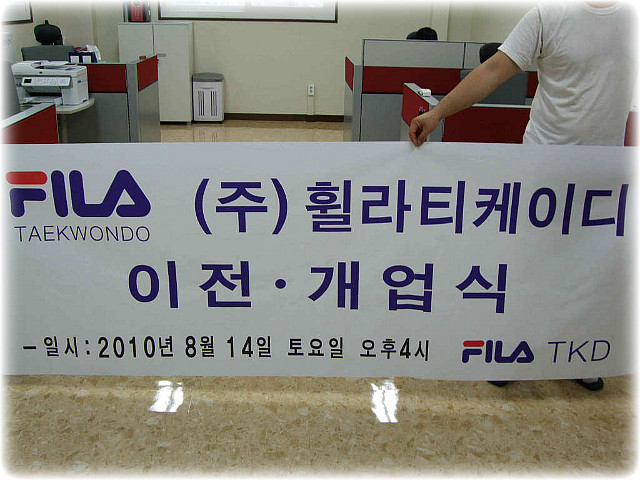 FILA
TAEKWONDO
(주) 휠라티케이디
이전·개업식
- 일시 : 2010년 8월 14일 토요일 오후4시
FILA TKD